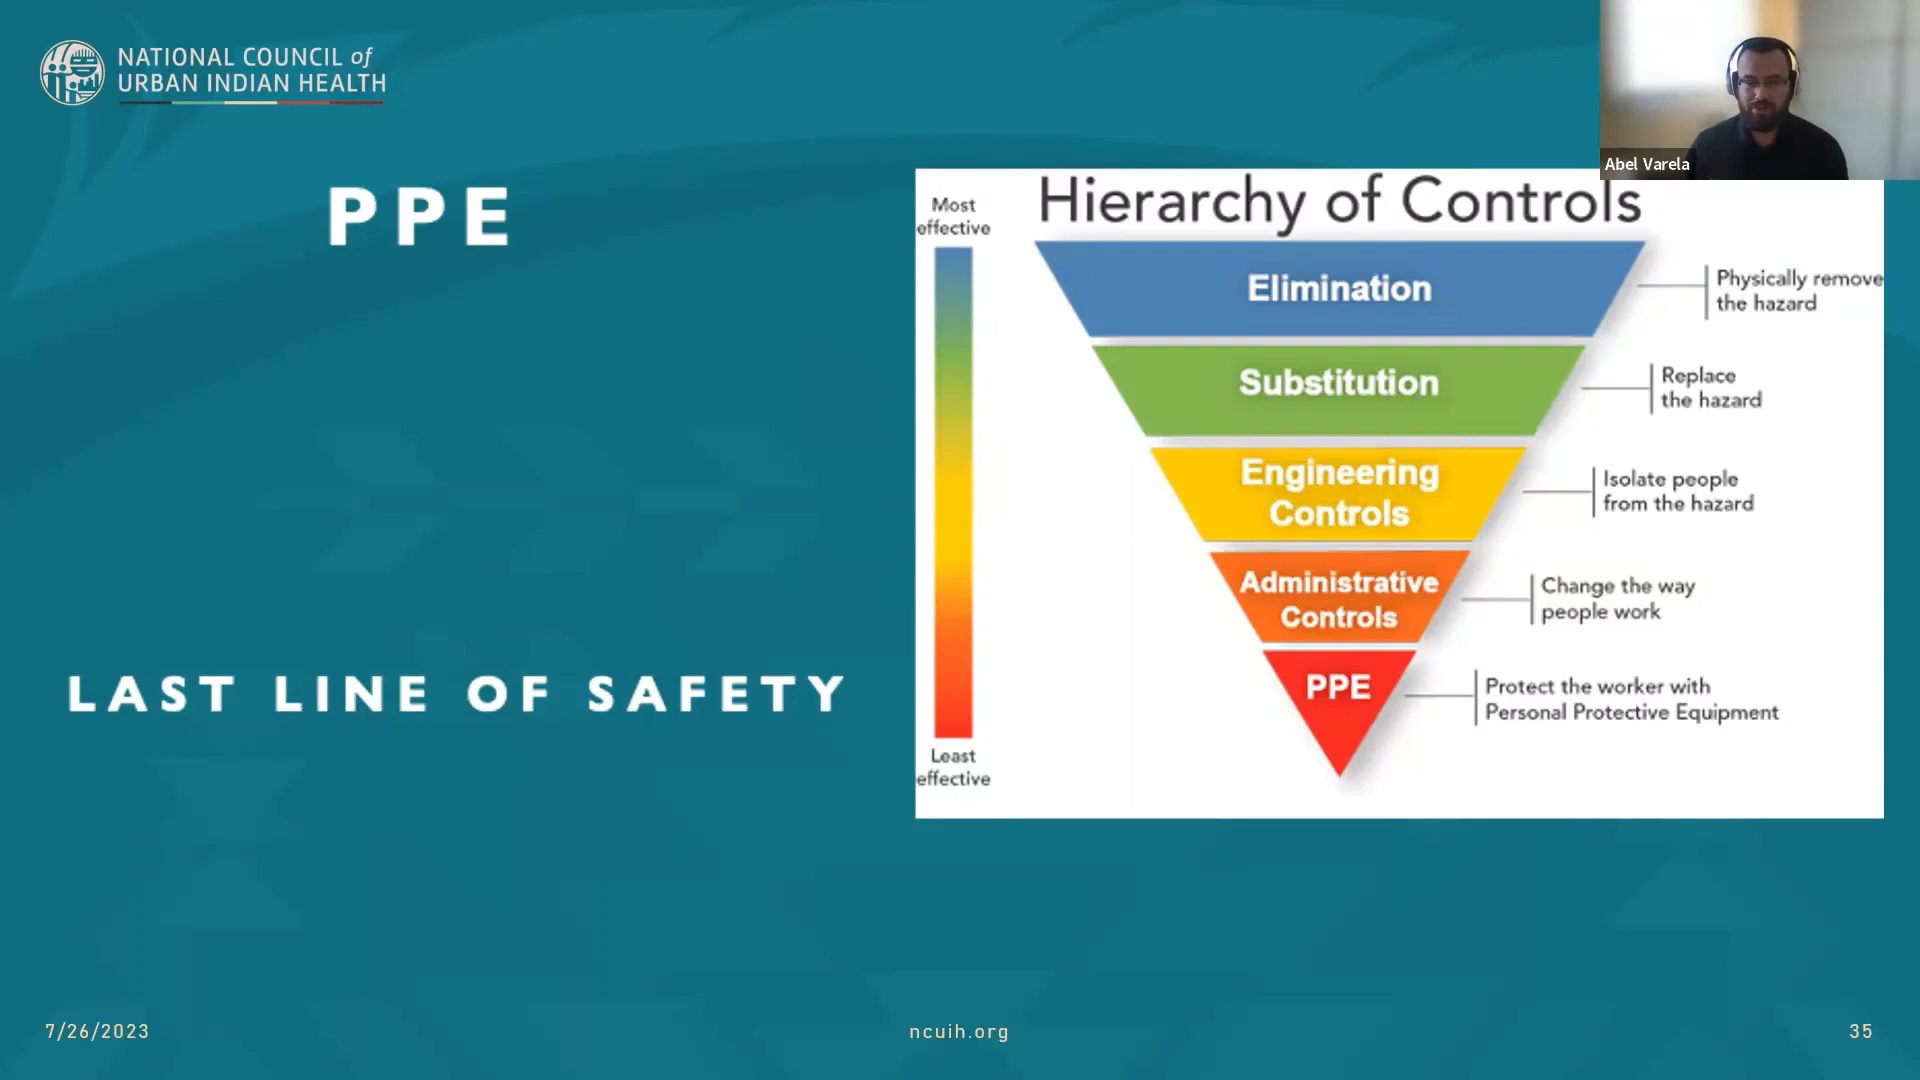 NATIONAL COUNCIL of
URBAN INDIAN HEALTH
Abel Varela
PPE
LAST LINE OF SAFETY
Hierarchy of Controls
Most
effective
Least
effective
Elimination
Physically remove
the hazard
Substitution
Replace
the hazard
Engineering
Controls
Isolate people
from the hazard
Administrative
Controls
Change the way
people work
PPE
Protect the worker with
Personal Protective Equipment
7/26/2023
ncuih.org
35